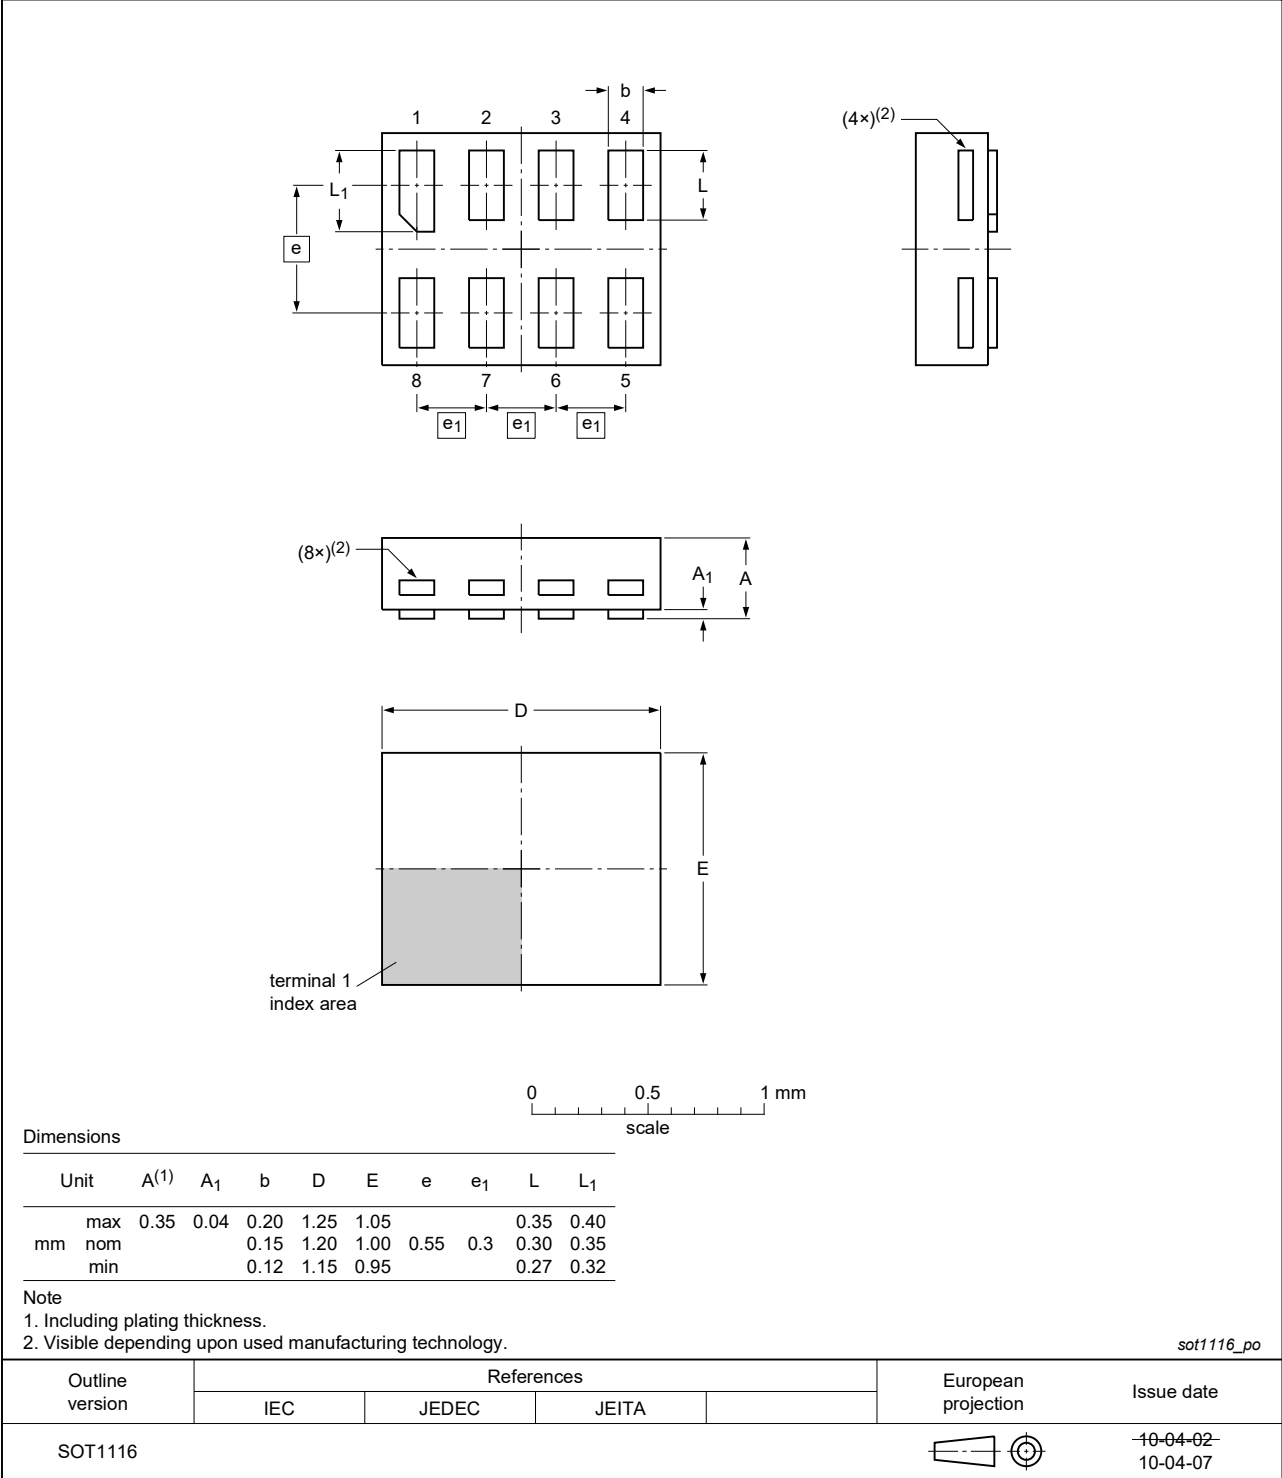 b
1 2 3 4
(4×)(2)
L1
L
e
8 7 6 5
e1 e1 e1
(8×)(2)
A1 A
D
E
terminal 1
index area
0 0.5 1 mm
scale
Dimensions
Unit A(1) A1 b D E e e1 L L1
max 0.35 0.04 0.20 1.25 1.05 0.35 0.40
mm nom 0.15 1.20 1.00 0.55 0.3 0.30 0.35
min 0.12 1.15 0.95 0.27 0.32
Note
1. Including plating thickness.
2. Visible depending upon used manufacturing technology.
sot1116_po
Outline
version
References
IEC JEDEC JEITA
European
projection
Issue date
SOT1116
10-04-02
10-04-07